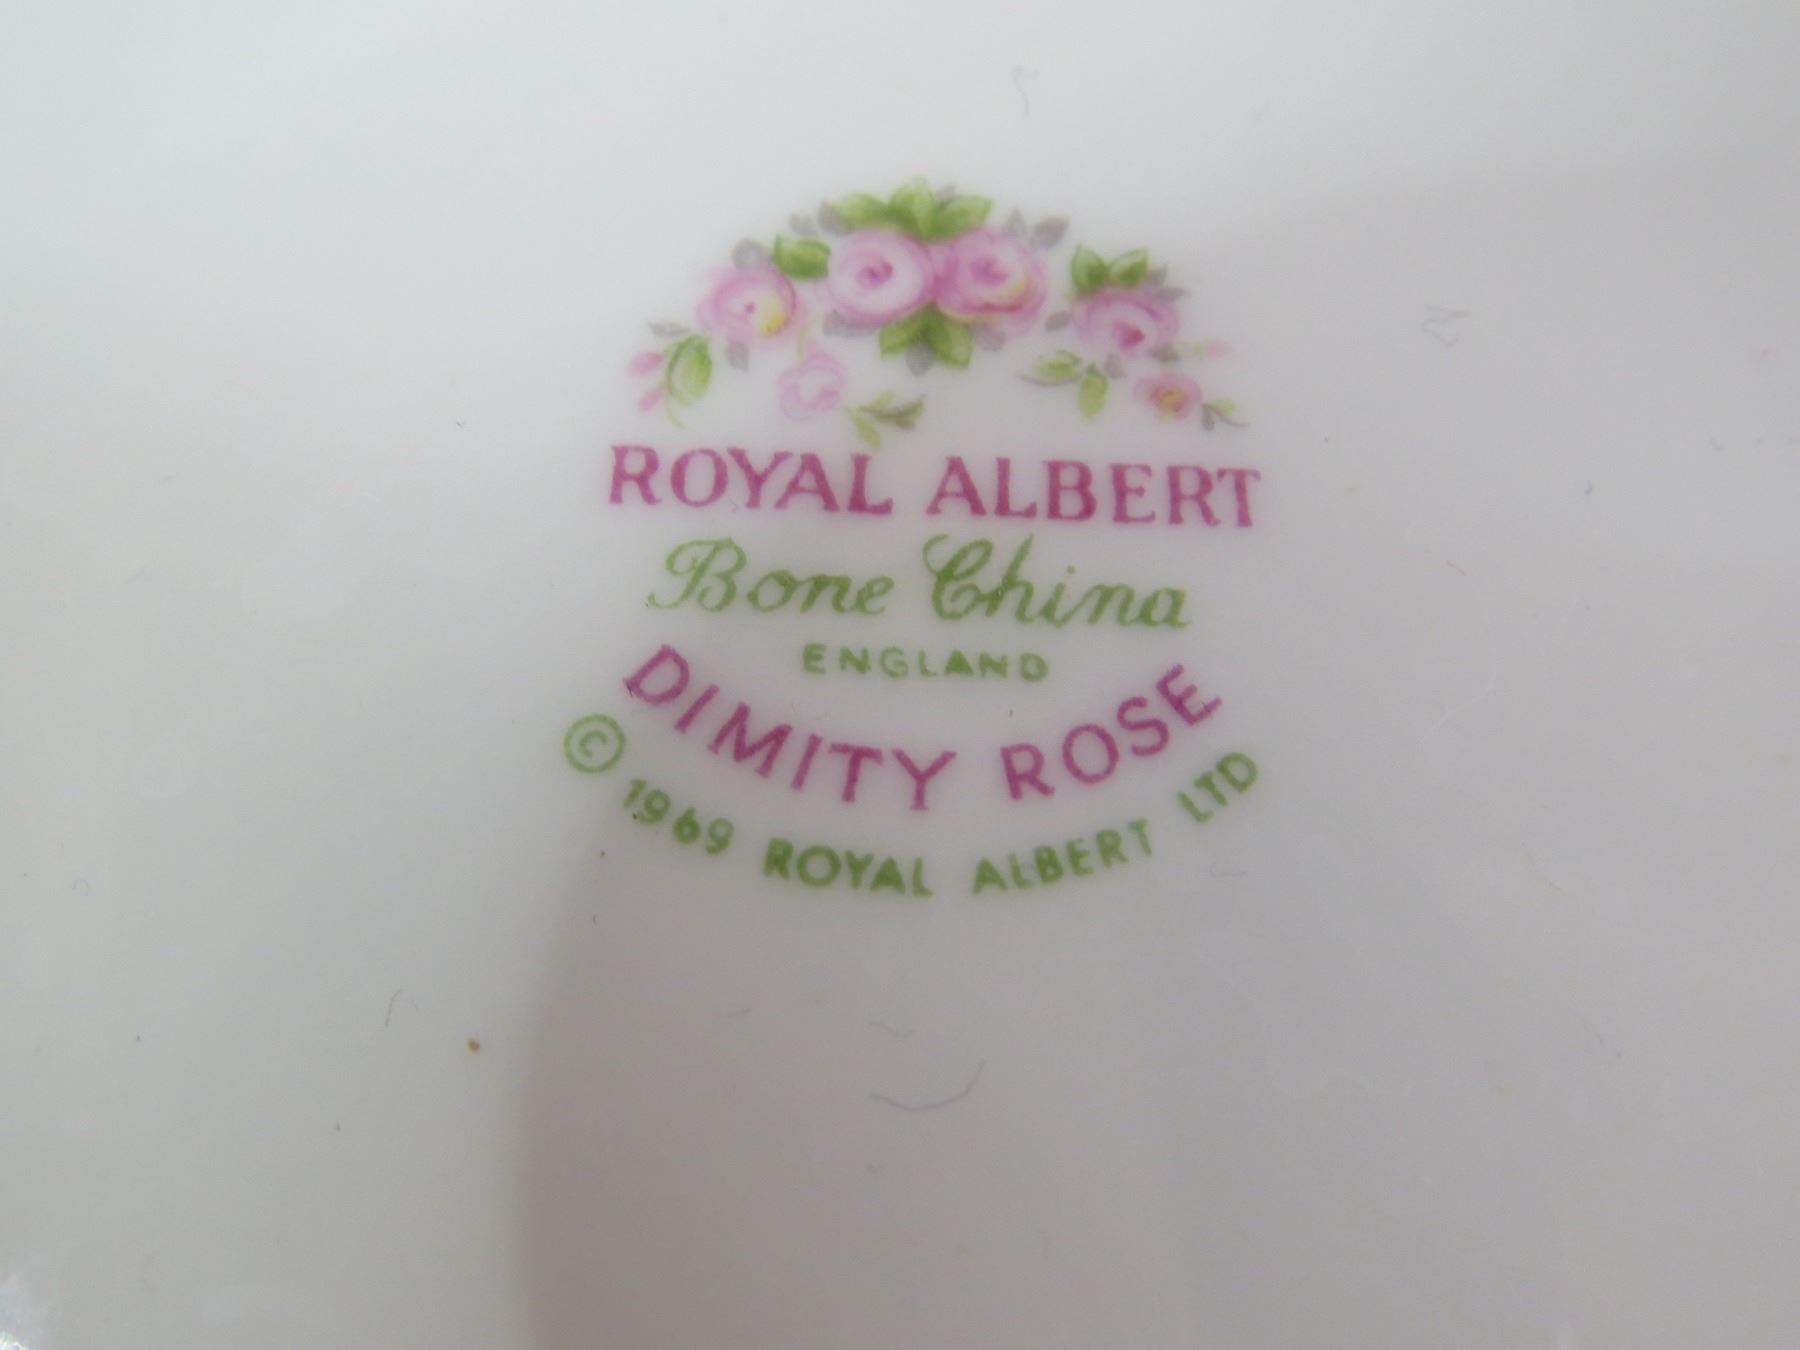 ROYAL ALBERT
Bone China
ENGLAND
DIMITY ROSE
© 1969 ROYAL ALBERT LTD